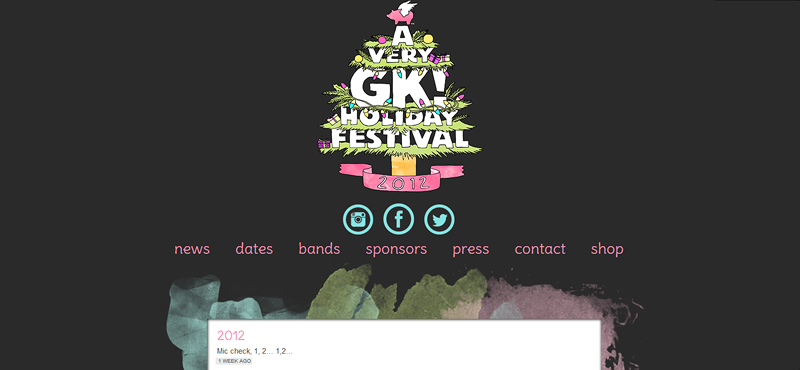 A
VERY
GK!
HOLIDAY
FESTIVAL
2012
news dates bands sponsors press contact shop
2012
Mic check, 1, 2... 1,2...
1 WEEK AGO